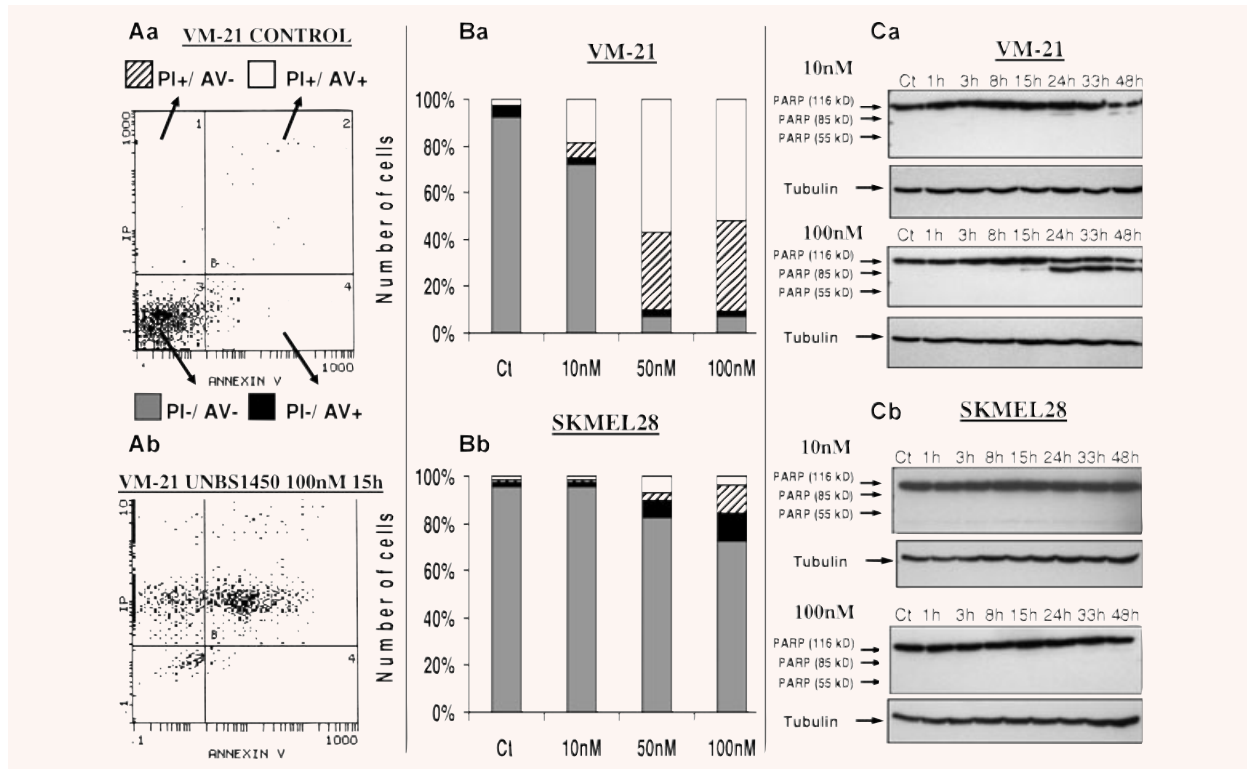 Aa
VM-21 CONTROL
PI+/ AV-
PI+/ AV+
1000
1
2
IP
B
3
4
1
1000
ANNEXIN V
PI-/ AV-
PI-/ AV+
Ab
VM-21 UNBS1450 100nM 15h
10
IP
B
4
.1
.1
1000
ANNEXIN V
Ba
VM-21
Number of cells
100%
80%
60%
40%
20%
0%
Ct 10nM 50nM 100nM
Bb
SKMEL28
Number of cells
100%
80%
60%
40%
20%
0%
Ct 10nM 50nM 100nM
Ca
VM-21
10nM
Ct 1h 3h 8h 15h 24h 33h 48h
PARP (116 kD)
PARP (85 kD)
PARP (55 kD)
Tubulin
100nM
Ct 1h 3h 8h 15h 24h 33h 48h
PARP (116 kD)
PARP (85 kD)
PARP (55 kD)
Tubulin
Cb
SKMEL28
10nM
Ct 1h 3h 8h 15h 24h 33h 48h
PARP (116 kD)
PARP (85 kD)
PARP (55 kD)
Tubulin
100nM
Ct 1h 3h 8h 15h 24h 33h 48h
PARP (116 kD)
PARP (85 kD)
PARP (55 kD)
Tubulin